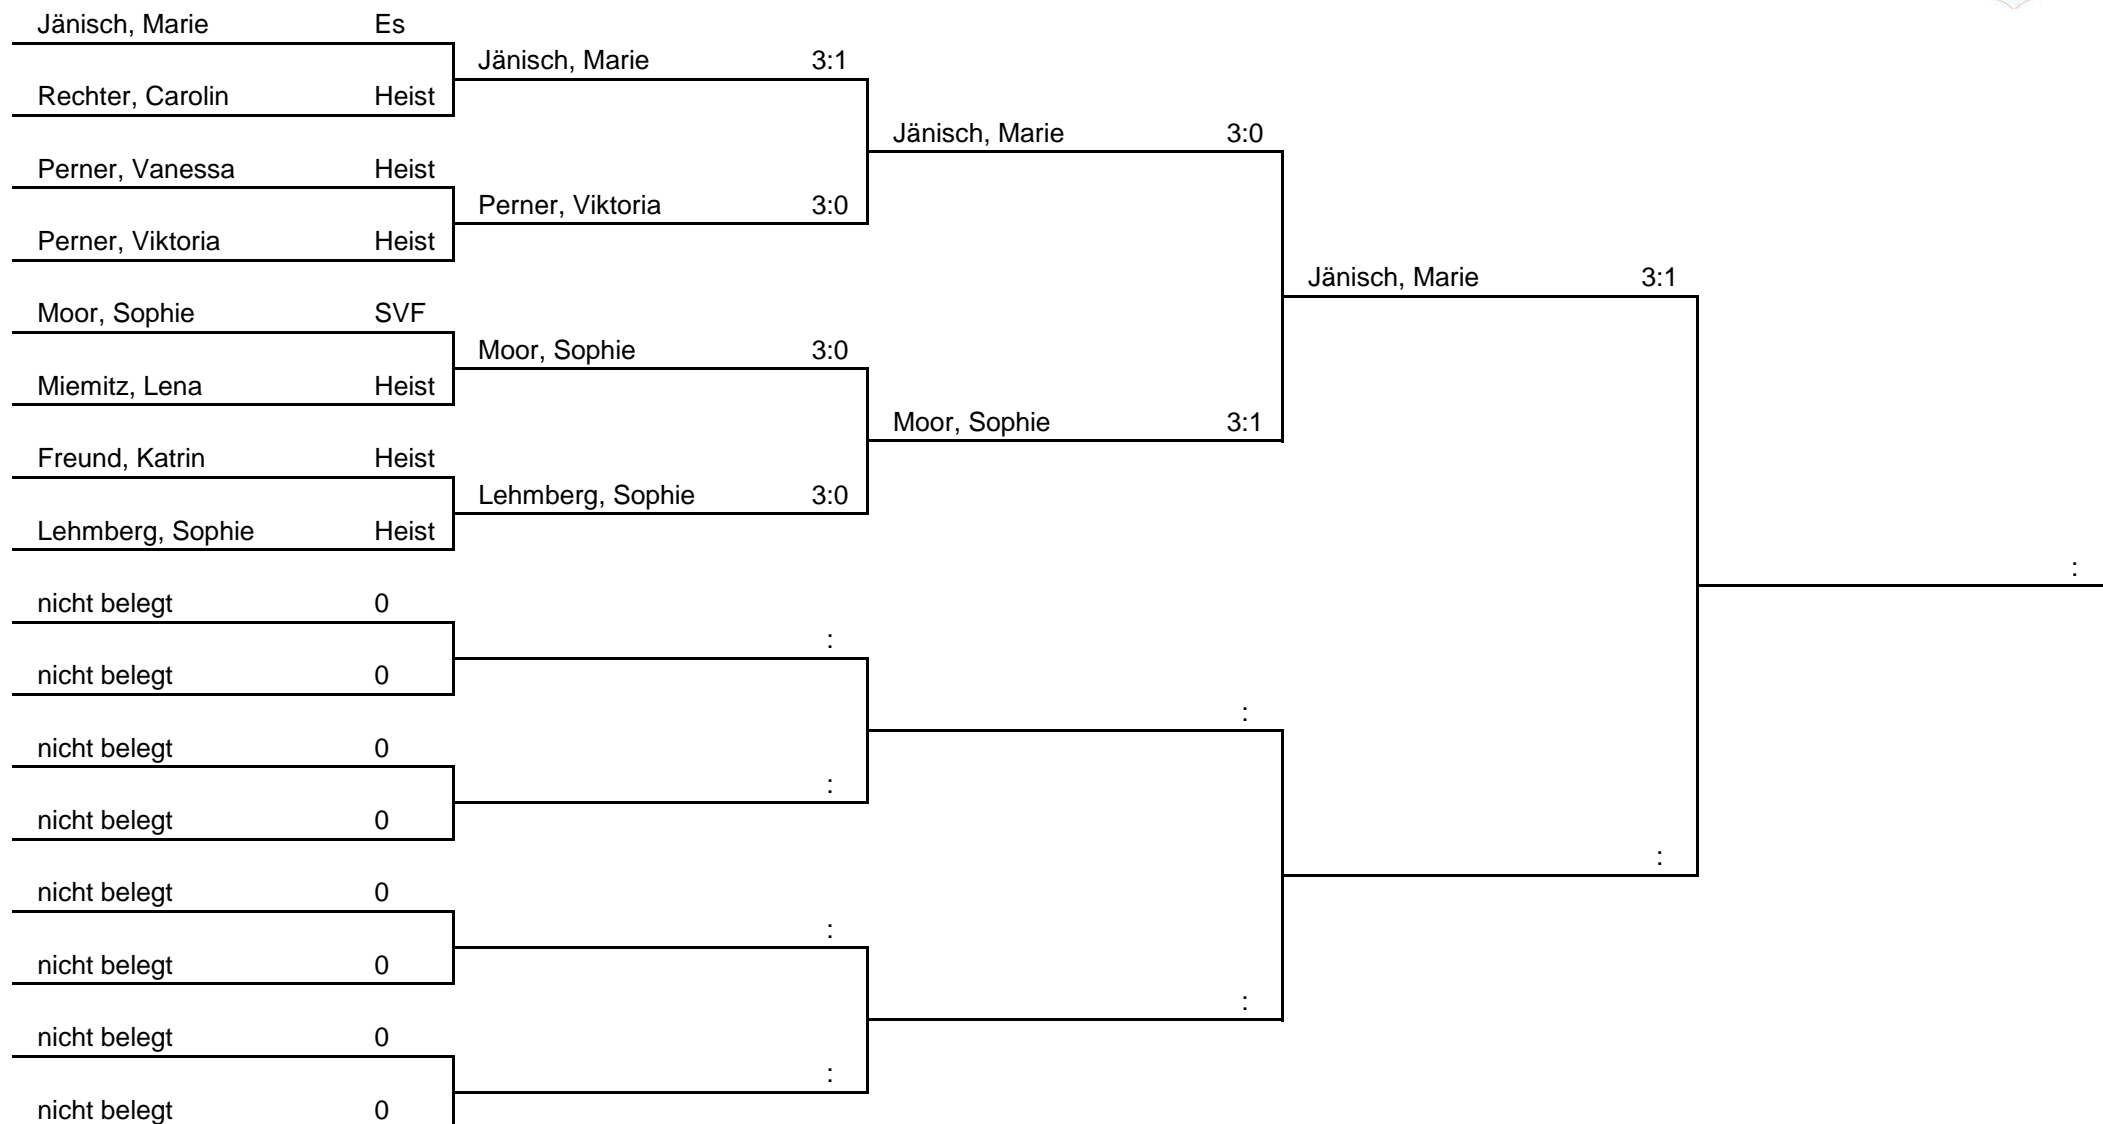 Jänisch, Marie Es
Jänisch, Marie 3:1
Rechter, Carolin Heist
Jänisch, Marie 3:0
Perner, Vanessa Heist
Perner, Viktoria 3:0
Perner, Viktoria Heist
Jänisch, Marie 3:1
Moor, Sophie SVF
Moor, Sophie 3:0
Miemitz, Lena Heist
Moor, Sophie 3:1
Freund, Katrin Heist
Lehmberg, Sophie 3:0
Lehmberg, Sophie Heist
:
nicht belegt 0
:
nicht belegt 0
:
nicht belegt 0
:
nicht belegt 0
:
nicht belegt 0
:
nicht belegt 0
:
nicht belegt 0
:
nicht belegt 0